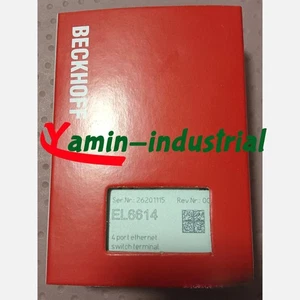 BECKHOFF
Yamin-industrial
Ser.Nr.: 26201115 Rev.Nr.: 00
EL6614
4 port ethernet
switch terminal